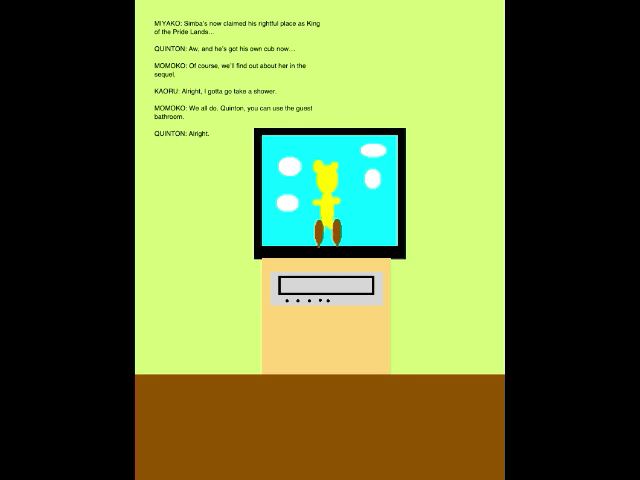 MIYAKO: Simba's now claimed his rightful place as King
of the Pride Lands...
QUINTON: Aw, and he's got his own cub now...
MOMOKO: Of course, we'll find out about her in the
sequel.
KAORU: Alright, I gotta go take a shower.
MOMOKO: We all do. Quinton, you can use the guest
bathroom.
QUINTON: Alright.